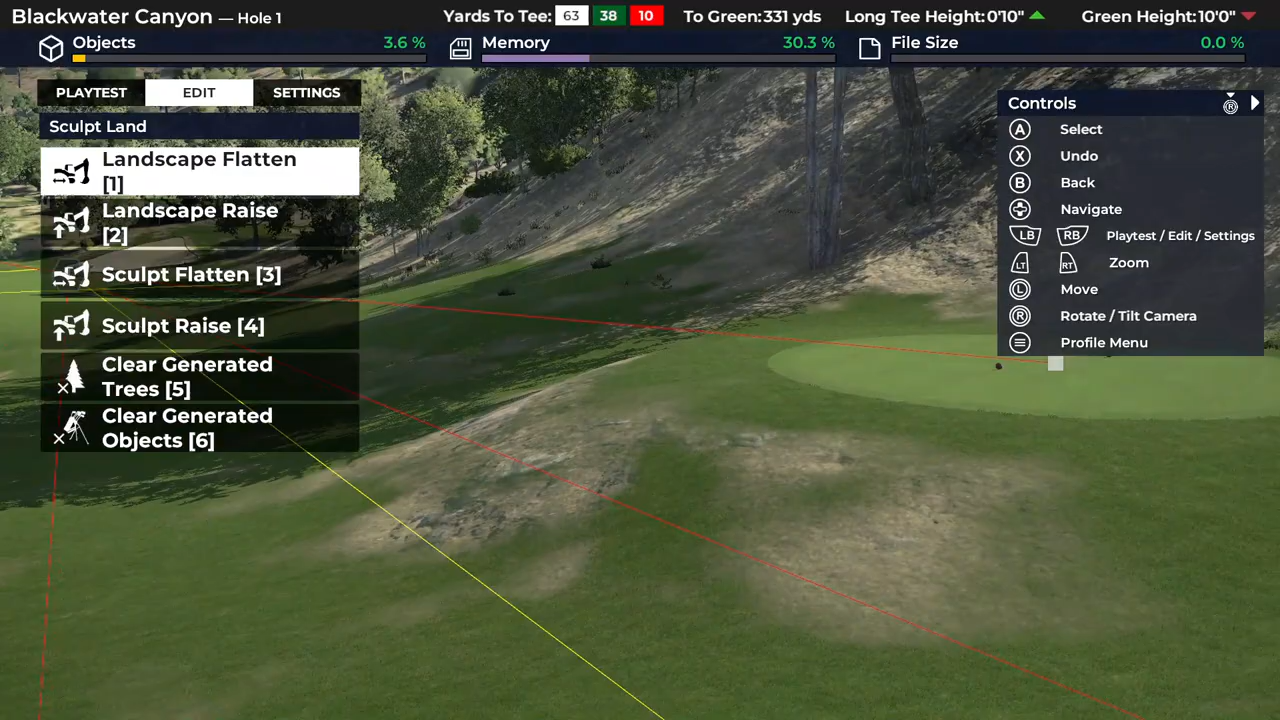 Blackwater Canyon — Hole 1
Yards To Tee: 63 38 10
To Green: 331 yds
Long Tee Height: 0'10"
Green Height: 10'0"
Objects 3.6 %
Memory 30.3 %
File Size 0.0 %
PLAYTEST EDIT SETTINGS
Sculpt Land
Landscape Flatten
[1]
Landscape Raise
[2]
Sculpt Flatten [3]
Sculpt Raise [4]
Clear Generated
Trees [5]
Clear Generated
Objects [6]
Controls R
A Select
X Undo
B Back
Navigate
LB RB Playtest / Edit / Settings
LT RT Zoom
L Move
R Rotate / Tilt Camera
Profile Menu